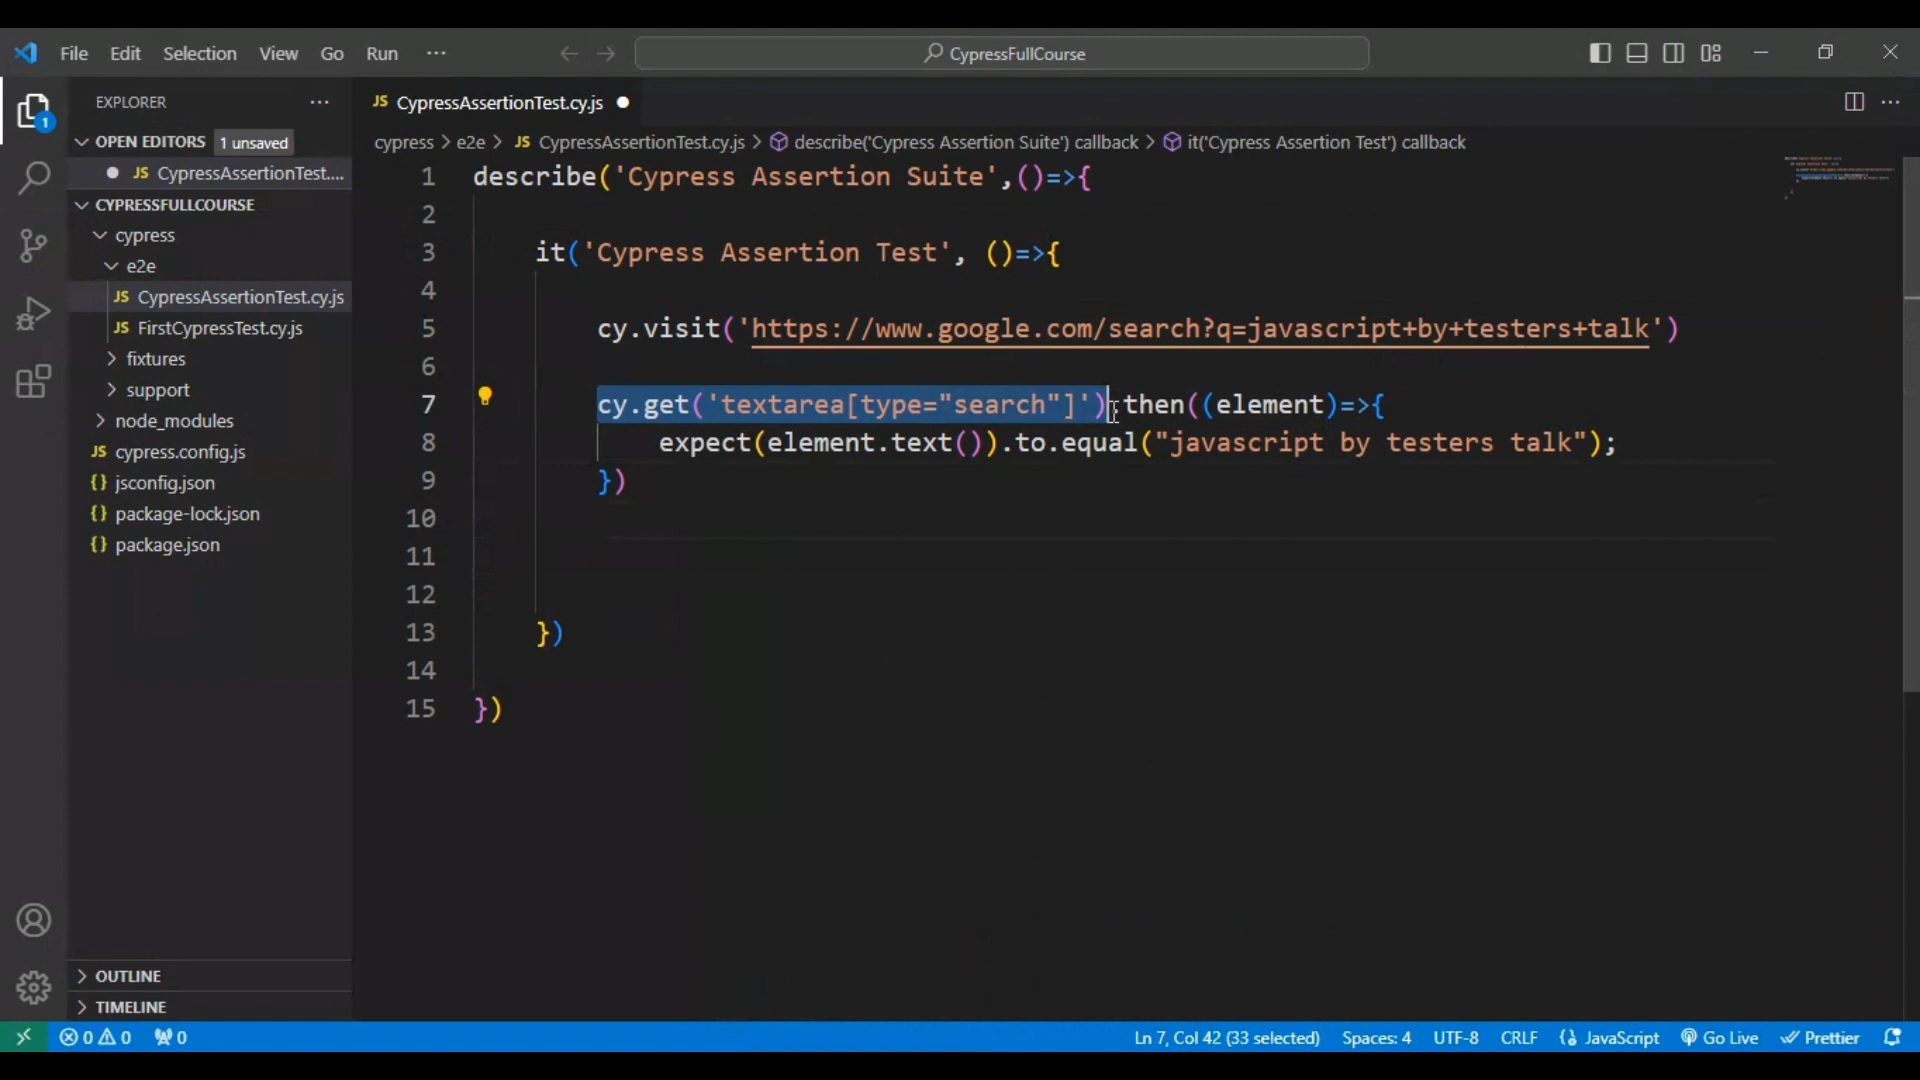 File Edit Selection View Go Run ···
CypressFullCourse
EXPLORER ···
OPEN EDITORS 1 unsaved
JS CypressAssertionTest....
CYPRESSFULLCOURSE
cypress
e2e
JS CypressAssertionTest.cy.js
JS FirstCypressTest.cy.js
fixtures
support
node_modules
JS cypress.config.js
{} jsconfig.json
{} package-lock.json
{} package.json
OUTLINE
TIMELINE
1
JS CypressAssertionTest.cy.js
cypress > e2e > JS CypressAssertionTest.cy.js > describe('Cypress Assertion Suite') callback > it('Cypress Assertion Test') callback
1 describe('Cypress Assertion Suite',()=>{
2
3 it('Cypress Assertion Test', ()=>{
4
5 cy.visit('https://www.google.com/search?q=javascript+by+testers+talk')
6
7 cy.get('textarea[type="search"]').then((element)=>{
8 expect(element.text()).to.equal("javascript by testers talk");
9 })
10
11
12
13 })
14
15 })
0 0 0 Ln 7, Col 42 (33 selected) Spaces: 4 UTF-8 CRLF JavaScript Go Live Prettier